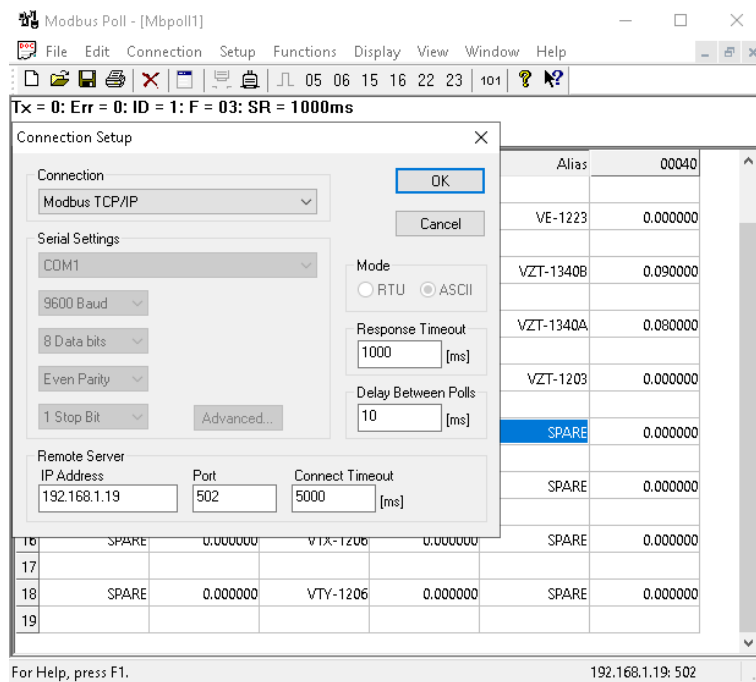 Modbus Poll - [Mbpoll1]
File Edit Connection Setup Functions Display View Window Help
05 06 15 16 22 23 101
Tx = 0: Err = 0: ID = 1: F = 03: SR = 1000ms
Connection Setup
Connection
Modbus TCP/IP
OK
Cancel
Serial Settings
COM1
9600 Baud
8 Data bits
Even Parity
1 Stop Bit
Advanced...
Mode
RTU ASCII
Response Timeout
1000 [ms]
Delay Between Polls
10 [ms]
Remote Server
IP Address Port Connect Timeout
192.168.1.19 502 5000 [ms]
Alias 00040
VE-1223 0.000000
VZT-1340B 0.090000
VZT-1340A 0.080000
VZT-1203 0.000000
SPARE 0.000000
SPARE 0.000000
16 SPARE 0.000000 VTX-1206 0.000000 SPARE 0.000000
17
18 SPARE 0.000000 VTY-1206 0.000000 SPARE 0.000000
19
For Help, press F1. 192.168.1.19: 502